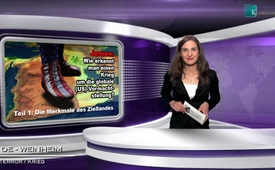 Wie erkennt
man einen
Krieg
um die globale
(US)-Vormacht-
stellung?
Teil 1: Die Merkmale des Ziellandes
DE - WEINHEIM
TERROR / KRIEG